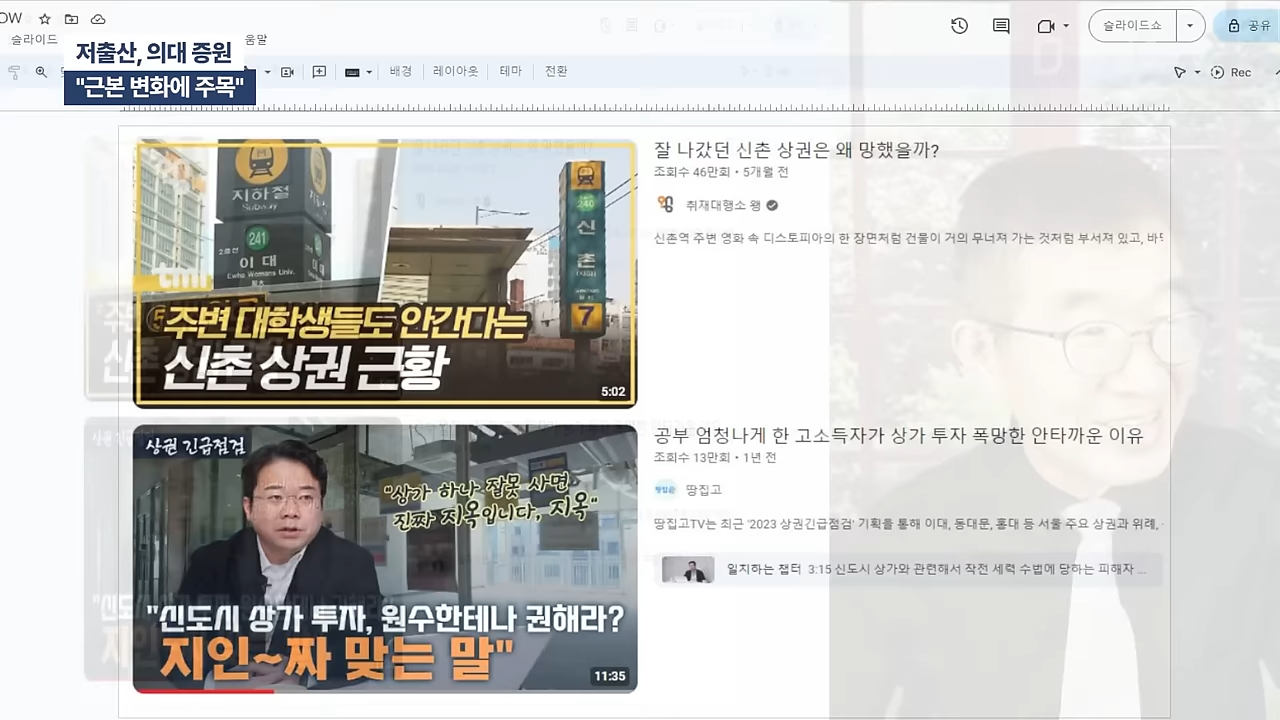 OW
슬라이드
움말
슬라이드쇼
공유
저출산, 의대 증원
"근본 변화에 주목"
배경
레이아웃
테마
전환
Rec
지하철
Subway
241
이대
Ewha Womans Univ.
240
신촌
7
주변 대학생들도 안간다는
신촌 상권 근황
5:02
잘 나갔던 신촌 상권은 왜 망했을까?
조회수 46만회 • 5개월 전
취재대행소 왱
신촌역 주변 영화 속 디스토피아의 한 장면처럼 건물이 거의 무너져 가는 것처럼 부서져 있고,
상권 긴급점검
"상가 하나 잘못 사면
진짜 지옥입니다, 지옥"
"신도시 상가 투자, 원수한테나 권해라?
지인~짜 맞는 말"
11:35
공부 엄청나게 한 고소득자가 상가 투자 폭망한 안타까운 이유
조회수 13만회 • 1년 전
땅집고
땅집고TV는 최근 '2023 상권긴급점검' 기획을 통해 이대, 동대문, 홍대 등 서울 주요 상권과 위례,
일치하는 챕터 3:15 신도시 상가와 관련해서 작전 세력 수법에 당하는 피해자 ...